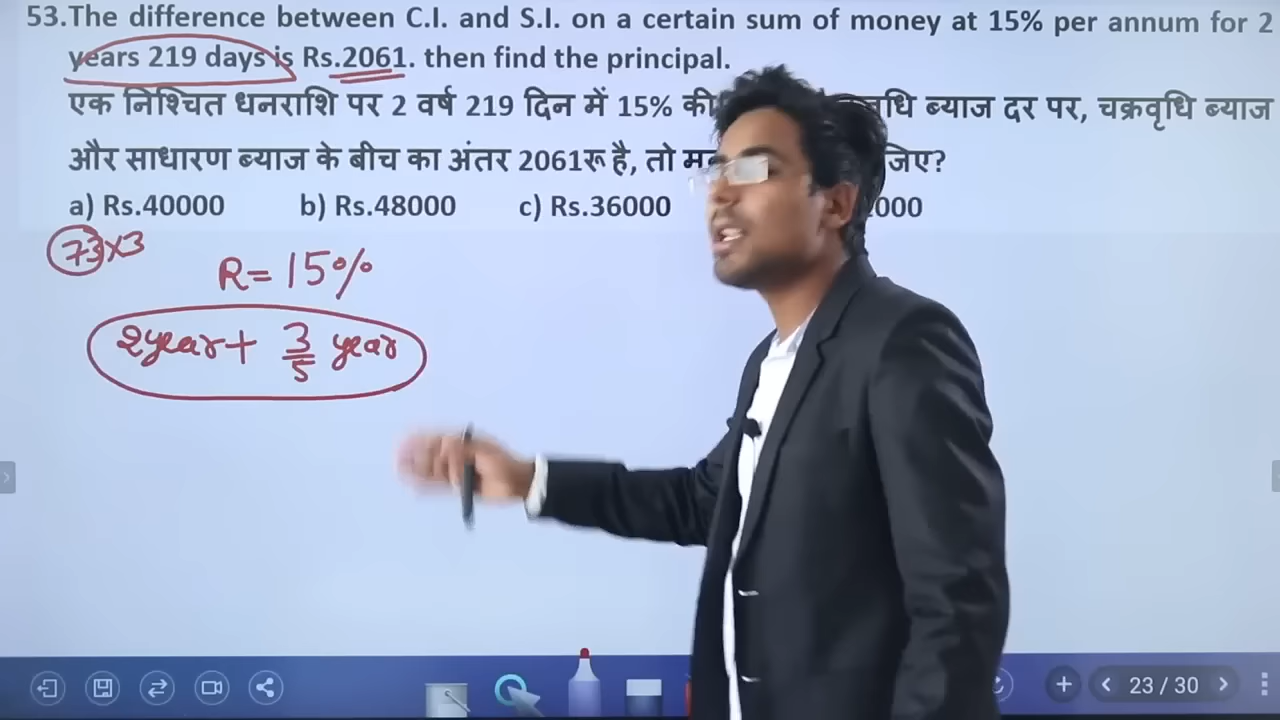 53.The difference between C.I. and S.I. on a certain sum of money at 15% per annum for 2
years 219 days is Rs.2061. then find the principal.
एक निश्चित धनराशि पर 2 वर्ष 219 दिन में 15% की ब्याज दर पर, चक्रवृधि ब्याज
और साधारण ब्याज के बीच का अंतर 2061रू है, तो
a) Rs.40000 b) Rs.48000 c) Rs.36000
73×3
R= 15%
2year+ 3/5 year
23 / 30